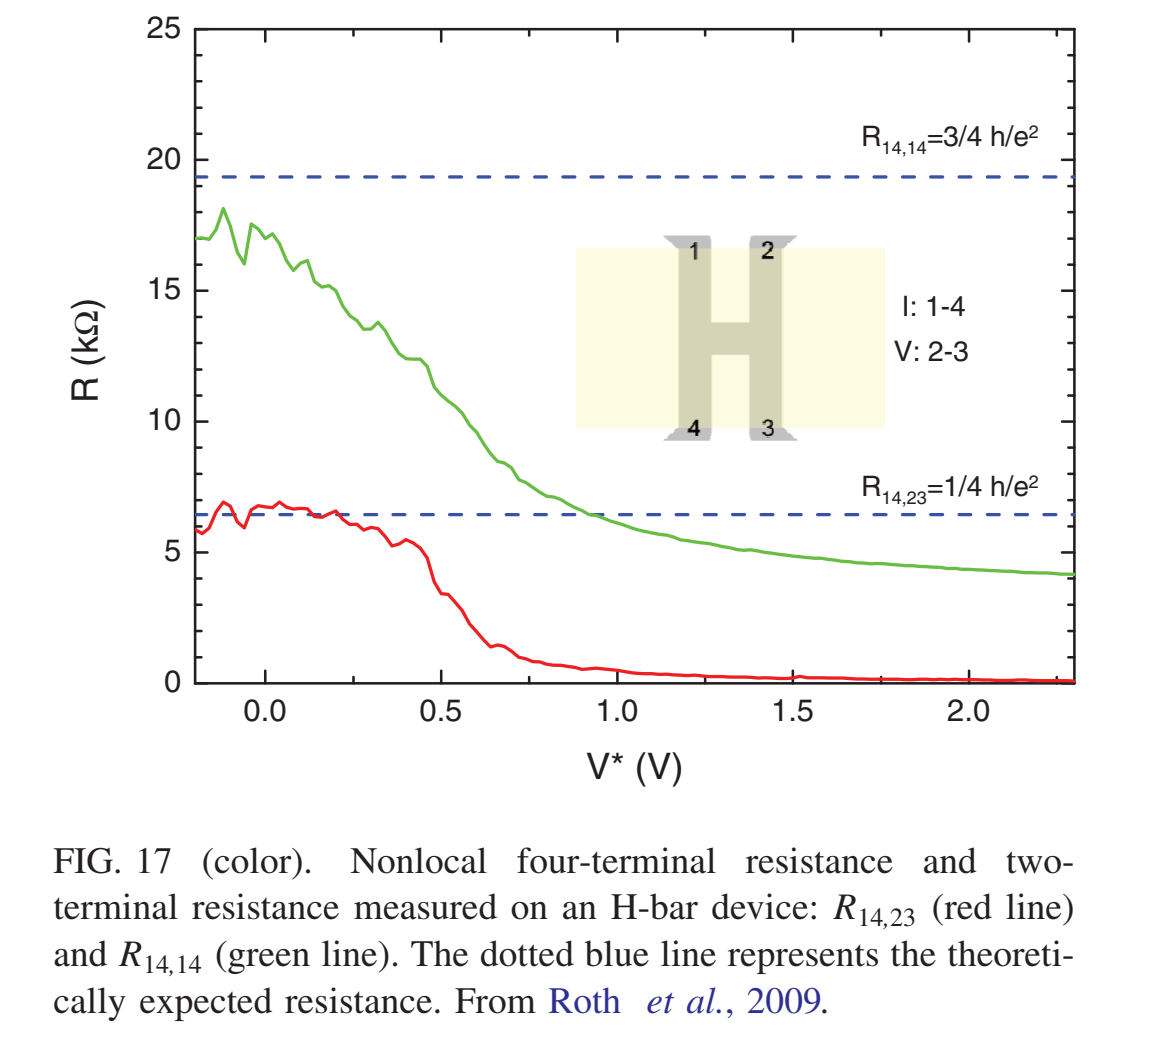 25
20
15
10
5
0
R (kΩ)
R14,14=3/4 h/e²
1 2
I: 1-4
V: 2-3
4 3
R14,23=1/4 h/e²
0.0 0.5 1.0 1.5 2.0
V* (V)
FIG. 17 (color). Nonlocal four-terminal resistance and two-
terminal resistance measured on an H-bar device: R14,23 (red line)
and R14,14 (green line). The dotted blue line represents the theoreti-
cally expected resistance. From Roth et al., 2009.